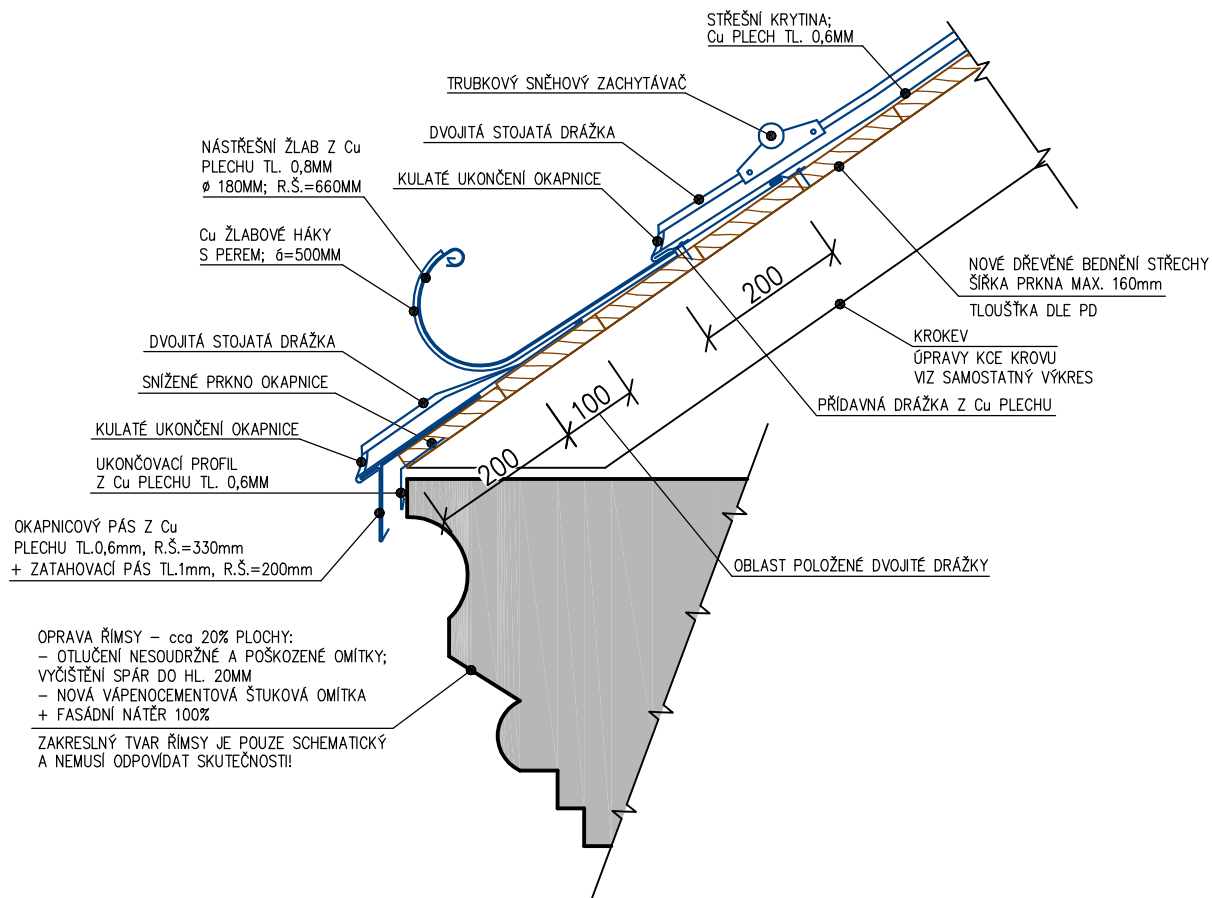 STŘEŠNÍ KRYTINA;
Cu PLECH TL. 0,6MM
TRUBKOVÝ SNĚHOVÝ ZACHYTÁVAČ
DVOJITÁ STOJATÁ DRÁŽKA
KULATÉ UKONČENÍ OKAPNICE
NÁSTŘEŠNÍ ŽLAB Z Cu
PLECHU TL. 0,8MM
ø 180MM; R.Š.=660MM
Cu ŽLABOVÉ HÁKY
S PEREM; á=500MM
DVOJITÁ STOJATÁ DRÁŽKA
SNÍŽENÉ PRKNO OKAPNICE
KULATÉ UKONČENÍ OKAPNICE
UKONČOVACÍ PROFIL
Z Cu PLECHU TL. 0,6MM
OKAPNICOVÝ PÁS Z Cu
PLECHU TL.0,6mm, R.Š.=330mm
+ ZATAHOVACÍ PÁS TL.1mm, R.Š.=200mm
200
100
200
NOVÉ DŘEVĚNÉ BEDNĚNÍ STŘECHY
ŠÍŘKA PRKNA MAX. 160mm
TLOUŠŤKA DLE PD
KROKEV
ÚPRAVY KCE KROVU
VIZ SAMOSTATNÝ VÝKRES
PŘÍDAVNÁ DRÁŽKA Z Cu PLECHU
OBLAST POLOŽENÉ DVOJITÉ DRÁŽKY
OPRAVA ŘÍMSY – cca 20% PLOCHY:
– OTLUČENÍ NESOUDRŽNÉ A POŠKOZENÉ OMÍTKY;
VYČIŠTĚNÍ SPÁR DO HL. 20MM
– NOVÁ VÁPENOCEMENTOVÁ ŠTUKOVÁ OMÍTKA
+ FASÁDNÍ NÁTĚR 100%
ZAKRESLNÝ TVAR ŘÍMSY JE POUZE SCHEMATICKÝ
A NEMUSÍ ODPOVÍDAT SKUTEČNOSTI!